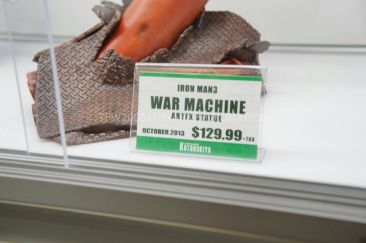 IRON MAN3
WAR MACHINE
ARTFX STATUE
OCTOBER 2013 $129.99+TAX
KOTOBUKIYA